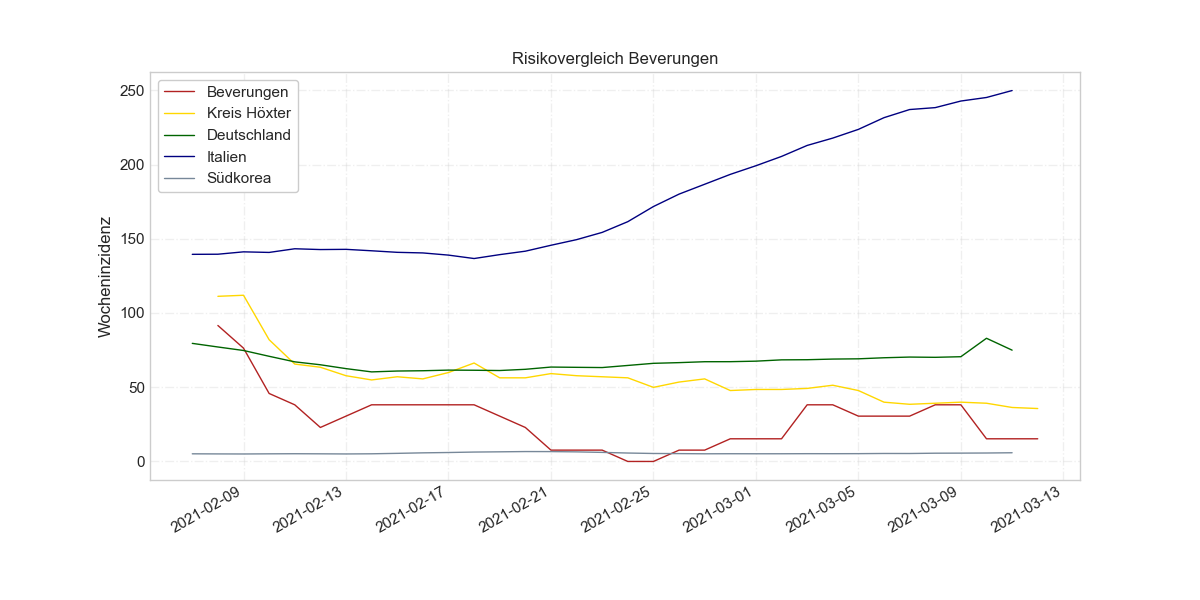 Risikovergleich Beverungen
Beverungen
Kreis Höxter
Deutschland
Italien
Südkorea
Wocheninzidenz
250
200
150
100
50
0
2021-02-09
2021-02-13
2021-02-17
2021-02-21
2021-02-25
2021-03-01
2021-03-05
2021-03-09
2021-03-13